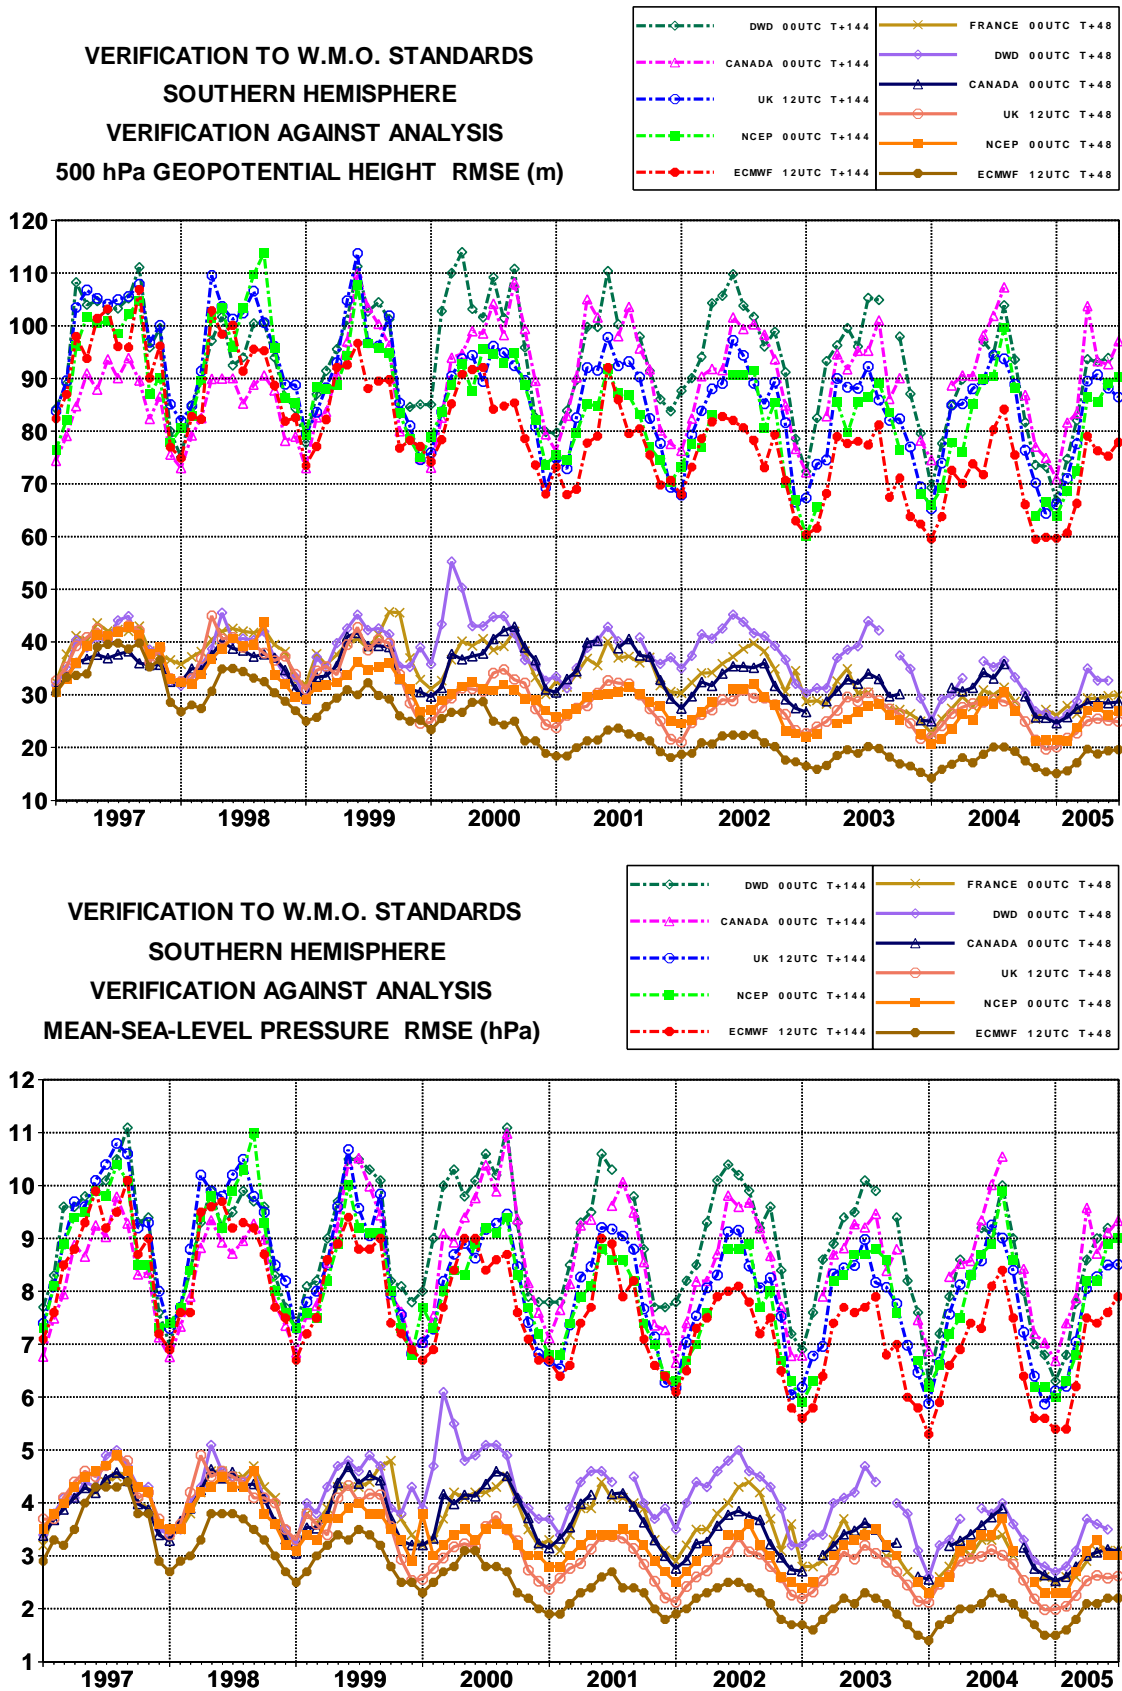 VERIFICATION TO W.M.O. STANDARDS
SOUTHERN HEMISPHERE
VERIFICATION AGAINST ANALYSIS
500 hPa GEOPOTENTIAL HEIGHT RMSE (m)
DWD 00UTC T+144
CANADA 00UTC T+144
UK 12UTC T+144
NCEP 00UTC T+144
ECMWF 12UTC T+144
FRANCE 00UTC T+48
DWD 00UTC T+48
CANADA 00UTC T+48
UK 12UTC T+48
NCEP 00UTC T+48
ECMWF 12UTC T+48
120
110
100
90
80
70
60
50
40
30
20
10
1997 1998 1999 2000 2001 2002 2003 2004 2005
VERIFICATION TO W.M.O. STANDARDS
SOUTHERN HEMISPHERE
VERIFICATION AGAINST ANALYSIS
MEAN-SEA-LEVEL PRESSURE RMSE (hPa)
DWD 00UTC T+144
CANADA 00UTC T+144
UK 12UTC T+144
NCEP 00UTC T+144
ECMWF 12UTC T+144
FRANCE 00UTC T+48
DWD 00UTC T+48
CANADA 00UTC T+48
UK 12UTC T+48
NCEP 00UTC T+48
ECMWF 12UTC T+48
12
11
10
9
8
7
6
5
4
3
2
1
1997 1998 1999 2000 2001 2002 2003 2004 2005